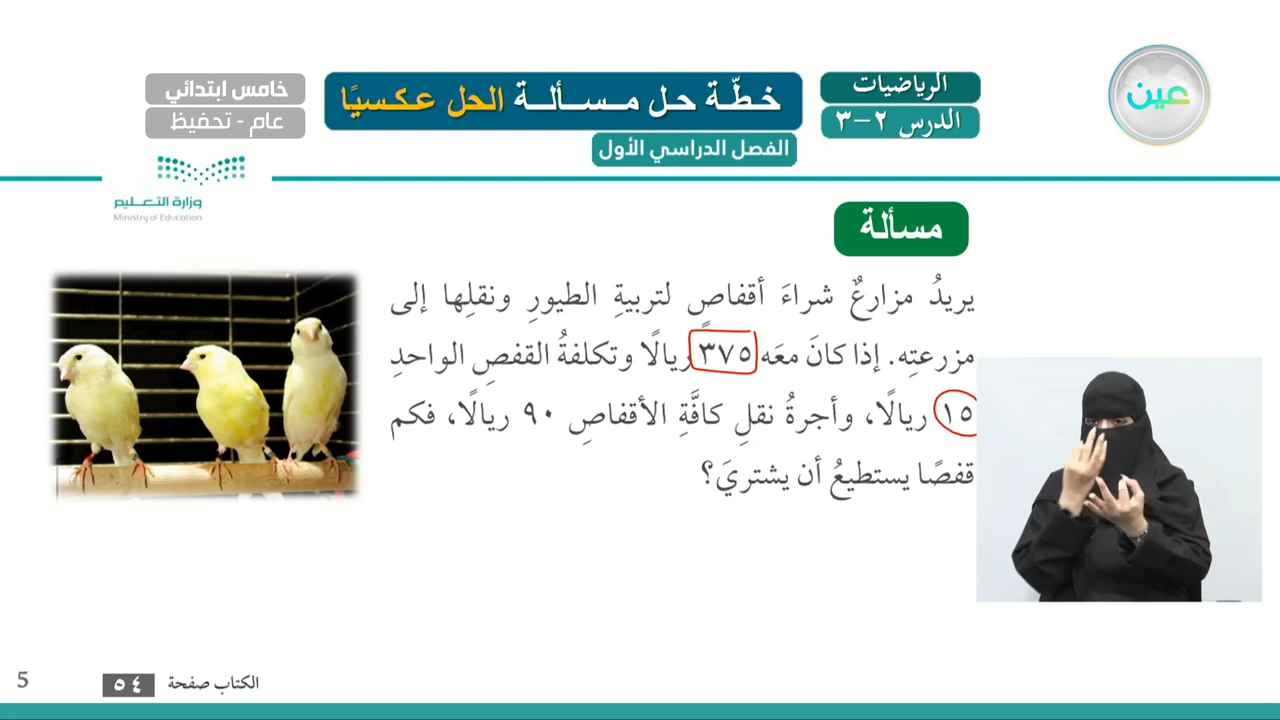 عين
الرياضيات
الدرس ٢-٣
خطّة حل مسألة الحل عكسيًا
الفصل الدراسي الأول
خامس ابتدائي
عام - تحفيظ
وزارة التعليم
Ministry of Education
مسألة
يريدُ مزارعٌ شراءَ أقفاصٍ لتربيةِ الطيورِ ونقلِها إلى
مزرعتِه. إذا كانَ معَه ٣٧٥ ريالًا وتكلفةُ القفصِ الواحدِ
١٥ ريالًا، وأجرةُ نقلِ كافَّةِ الأقفاصِ ٩٠ ريالًا، فكم
قفصًا يستطيعُ أن يشتريَ؟
الكتاب صفحة ٥٤
5